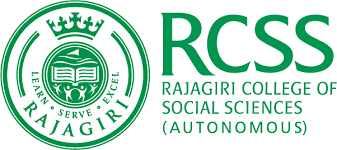 LEARN - SERVE - EXCEL
RAJAGIRI
RCSS
RAJAGIRI COLLEGE OF
SOCIAL SCIENCES
(AUTONOMOUS)